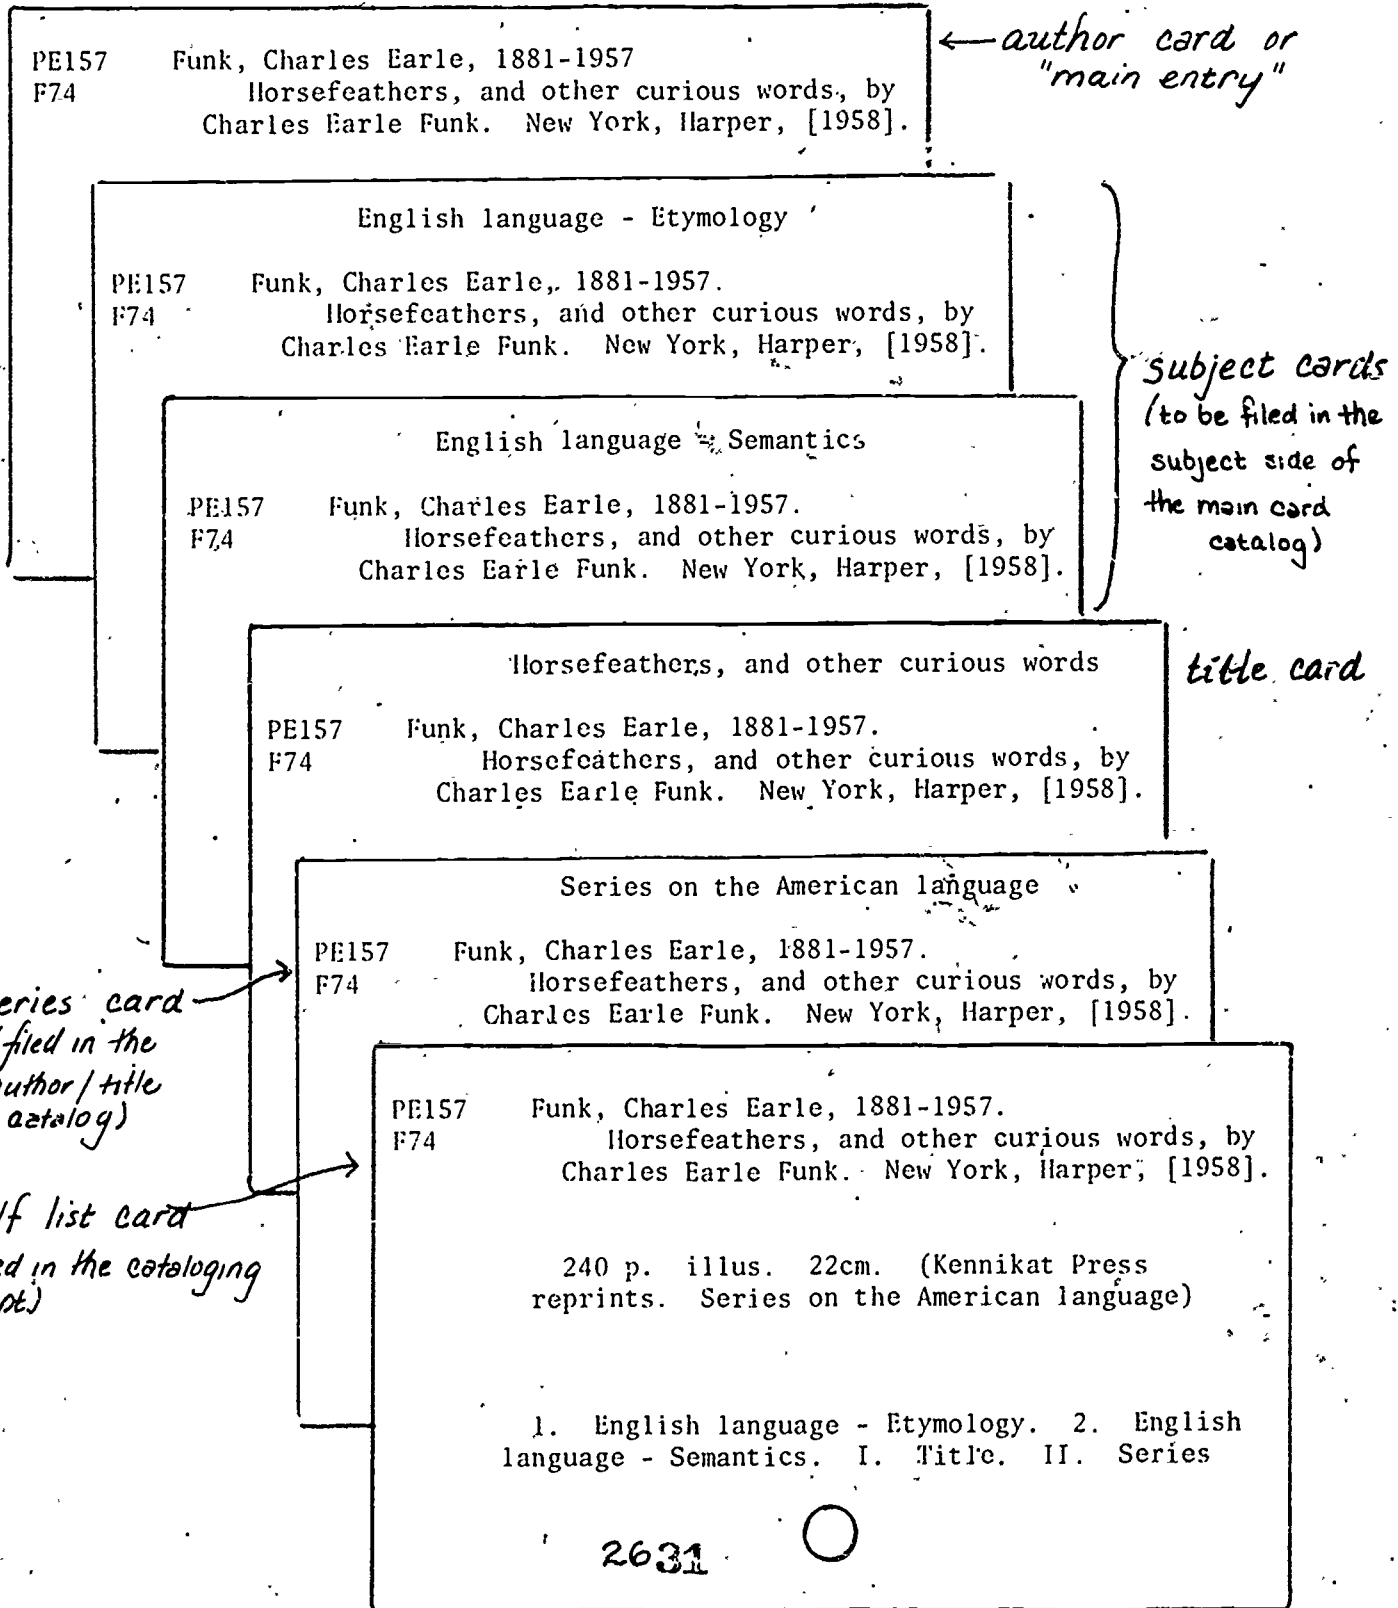 PE157 Funk, Charles Earle, 1881-1957
F74 Horsefeathers, and other curious words, by
Charles Earle Funk. New York, Harper, [1958].
← author card or
"main entry"
English language - Etymology
PE157 Funk, Charles Earle, 1881-1957.
F74 Horsefeathers, and other curious words, by
Charles Earle Funk. New York, Harper, [1958].
English language - Semantics
PE157 Funk, Charles Earle, 1881-1957.
F74 Horsefeathers, and other curious words, by
Charles Earle Funk. New York, Harper, [1958].
subject cards
(to be filed in the
subject side of
the main card
catalog)
Horsefeathers, and other curious words
PE157 Funk, Charles Earle, 1881-1957.
F74 Horsefeathers, and other curious words, by
Charles Earle Funk. New York, Harper, [1958].
title card
Series on the American language
PE157 Funk, Charles Earle, 1881-1957.
F74 Horsefeathers, and other curious words, by
Charles Earle Funk. New York, Harper, [1958].
eries card
filed in the
uthor/title
atalog)
PE157 Funk, Charles Earle, 1881-1957.
F74 Horsefeathers, and other curious words, by
Charles Earle Funk. New York, Harper, [1958].
240 p. illus. 22cm. (Kennikat Press
reprints. Series on the American language)
1. English language - Etymology. 2. English
language - Semantics. I. Title. II. Series
lf list card
ed in the cataloging
pt)
2631